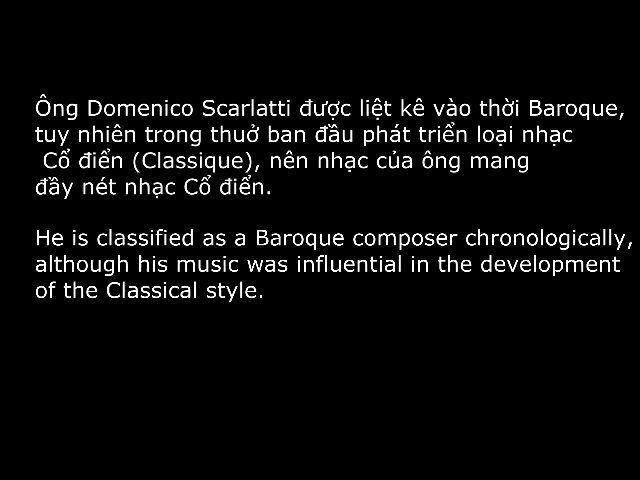 Ông Domenico Scarlatti được liệt kê vào thời Baroque,
tuy nhiên trong thuở ban đầu phát triển loại nhạc
Cổ điển (Classique), nên nhạc của ông mang
đầy nét nhạc Cổ điển.
He is classified as a Baroque composer chronologically,
although his music was influential in the development
of the Classical style.